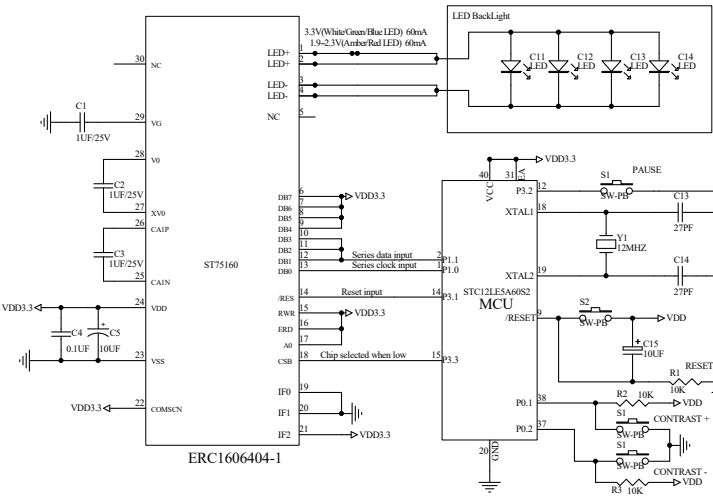 LED BackLight
3.3V(White/Green/Blue LED) 60mA
1.9~2.3V(Amber/Red LED) 60mA
LED+ 1
LED+ 2
LED- 3
LED- 4
NC 5
C11 LED
C12 LED
C13 LED
C14 LED
30 NC
C1
1UF/25V
29 VG
28 V0
C2
1UF/25V
27 XV0
26 CA1P
C3
1UF/25V
25 CA1N
ST75160
VDD3.3
24 VDD
C4
0.1UF
+
C5
10UF
23 VSS
VDD3.3
22 COMSCN
DB7 6
VDD3.3
DB6 7
DB5 8
DB4 9
DB3 10
DB2 11
DB1 12
Series data input
2 P1.1
DB0 13
Series clock input
1 P1.0
/RES 14
Reset input
14 P3.1
RWR 15
VDD3.3
ERD 16
A0 17
CSB 18
Chip selected when low
15 P3.3
IF0 19
IF1 20
IF2 21
VDD3.3
ERC1606404-1
40 VCC
31 EA
VDD3.3
STC12LE5A60S2
MCU
20 GND
P3.2 12
S1
SW-PB
PAUSE
XTAL1 18
C13
27PF
Y1
12MHZ
XTAL2 19
C14
27PF
/RESET 9
S2
SW-PB
VDD
+
C15
10UF
RESET
R1
10K
P0.1 38
R2 10K
VDD
S1
SW-PB
CONTRAST +
P0.2 37
S1
SW-PB
CONTRAST -
R3 10K
VDD